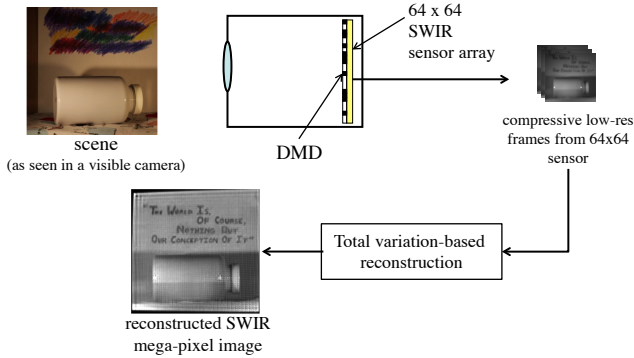 64 x 64
SWIR
sensor array
DMD
scene
(as seen in a visible camera)
compressive low-res
frames from 64x64
sensor
"The World Is,
Of Course,
Nothing But
Our Conception Of It"
Total variation-based
reconstruction
reconstructed SWIR
mega-pixel image